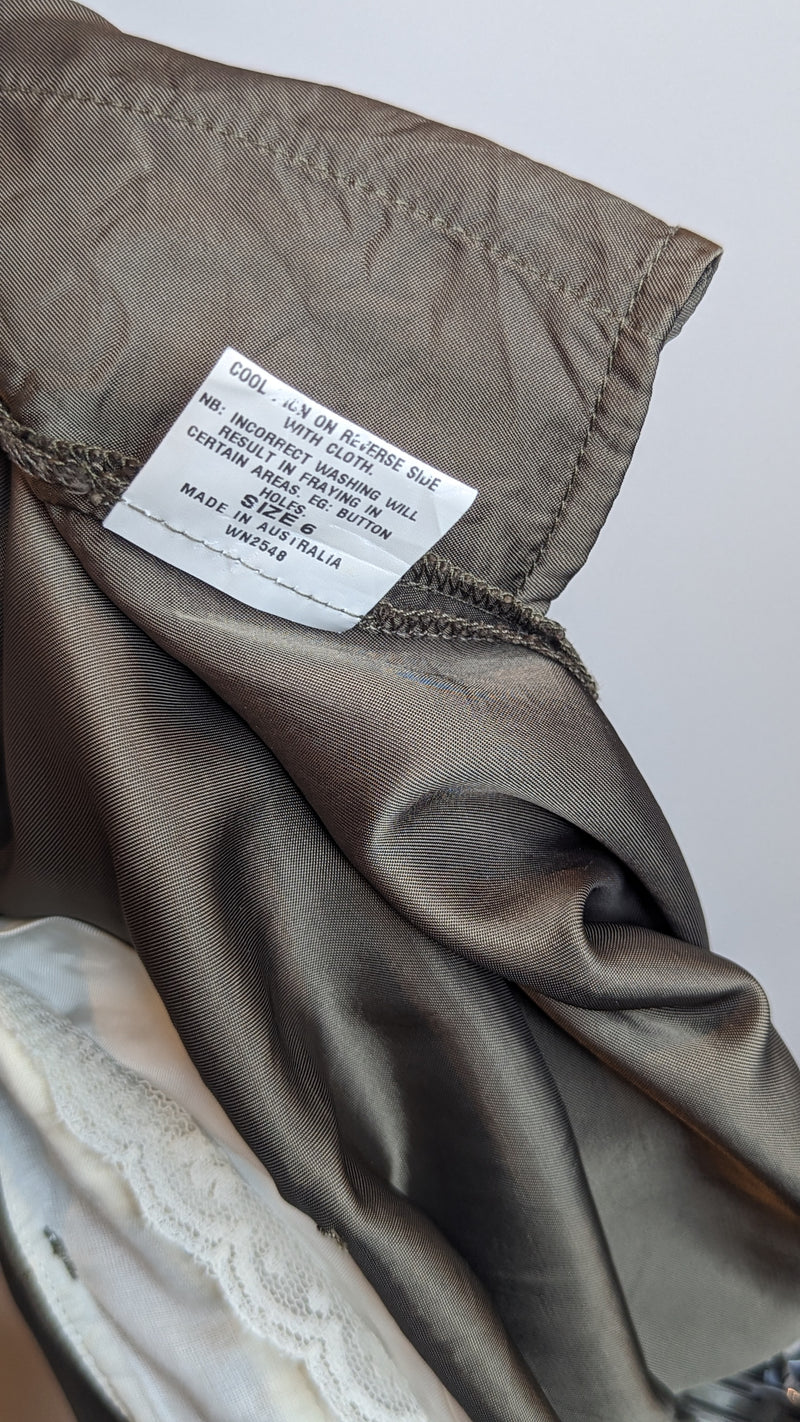 COOL IRON ON REVERSE SIDE
WITH CLOTH.
NB: INCORRECT WASHING WILL
RESULT IN FRAYING IN
CERTAIN AREAS. EG: BUTTON
HOLES.
SIZE 6
MADE IN AUSTRALIA
WN2548